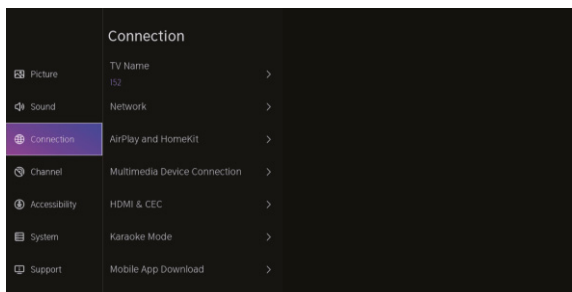 Connection
Picture
Sound
Connection
Channel
Accessibility
System
Support
TV Name
152
Network
AirPlay and HomeKit
Multimedia Device Connection
HDMI & CEC
Karaoke Mode
Mobile App Download